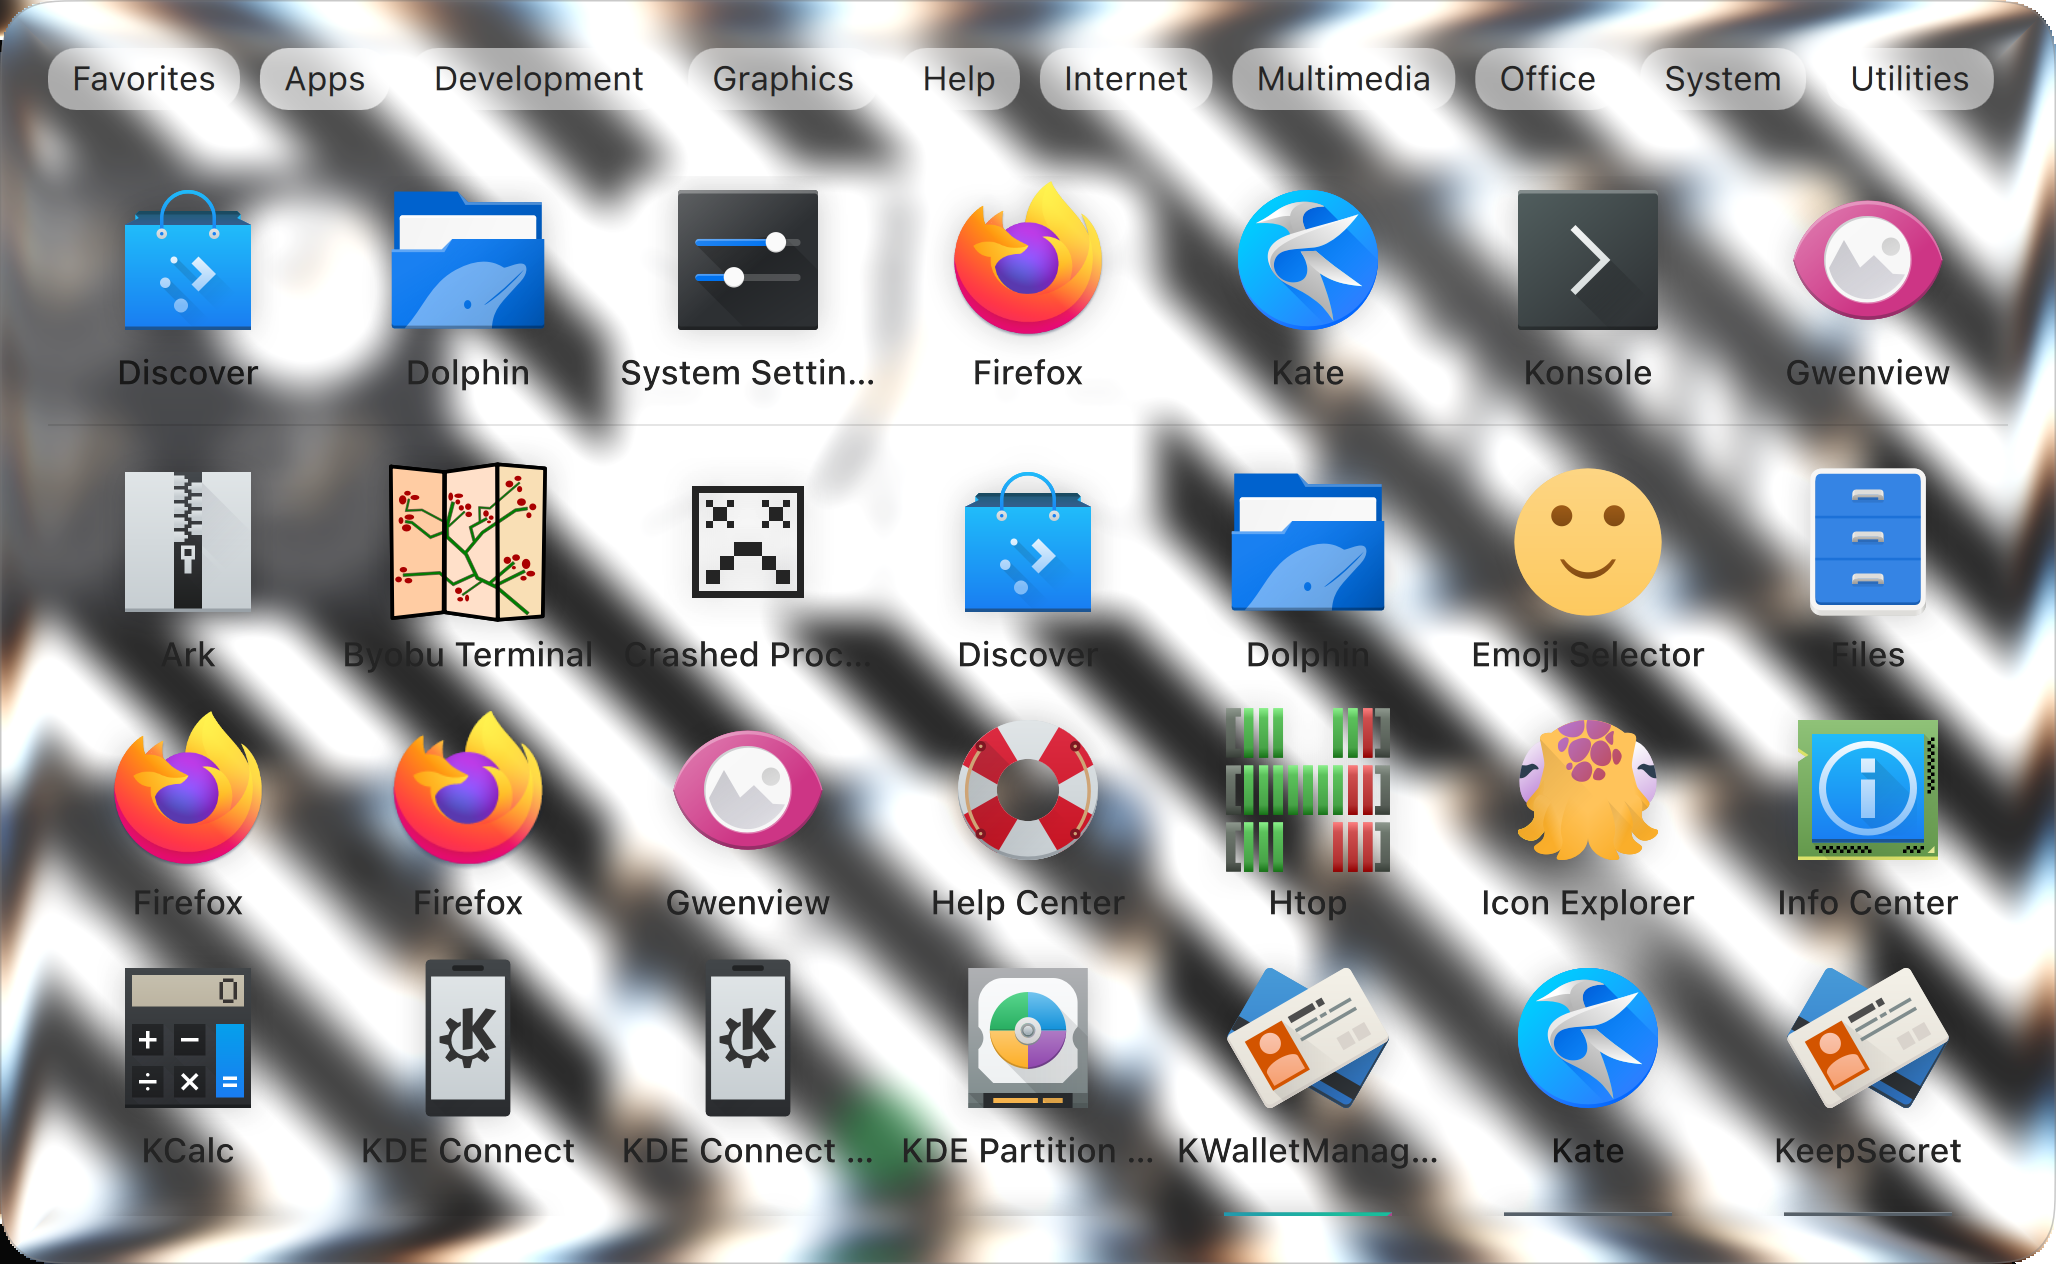 Favorites Apps Development Graphics Help Internet Multimedia Office System Utilities
Discover Dolphin System Settin... Firefox Kate Konsole Gwenview
Ark Byobu Terminal Crashed Proc... Discover Dolphin Emoji Selector Files
Firefox Firefox Gwenview Help Center Htop Icon Explorer Info Center
0
+ −
÷ × =
KCalc KDE Connect KDE Connect ... KDE Partition ... KWalletManag... Kate KeepSecret